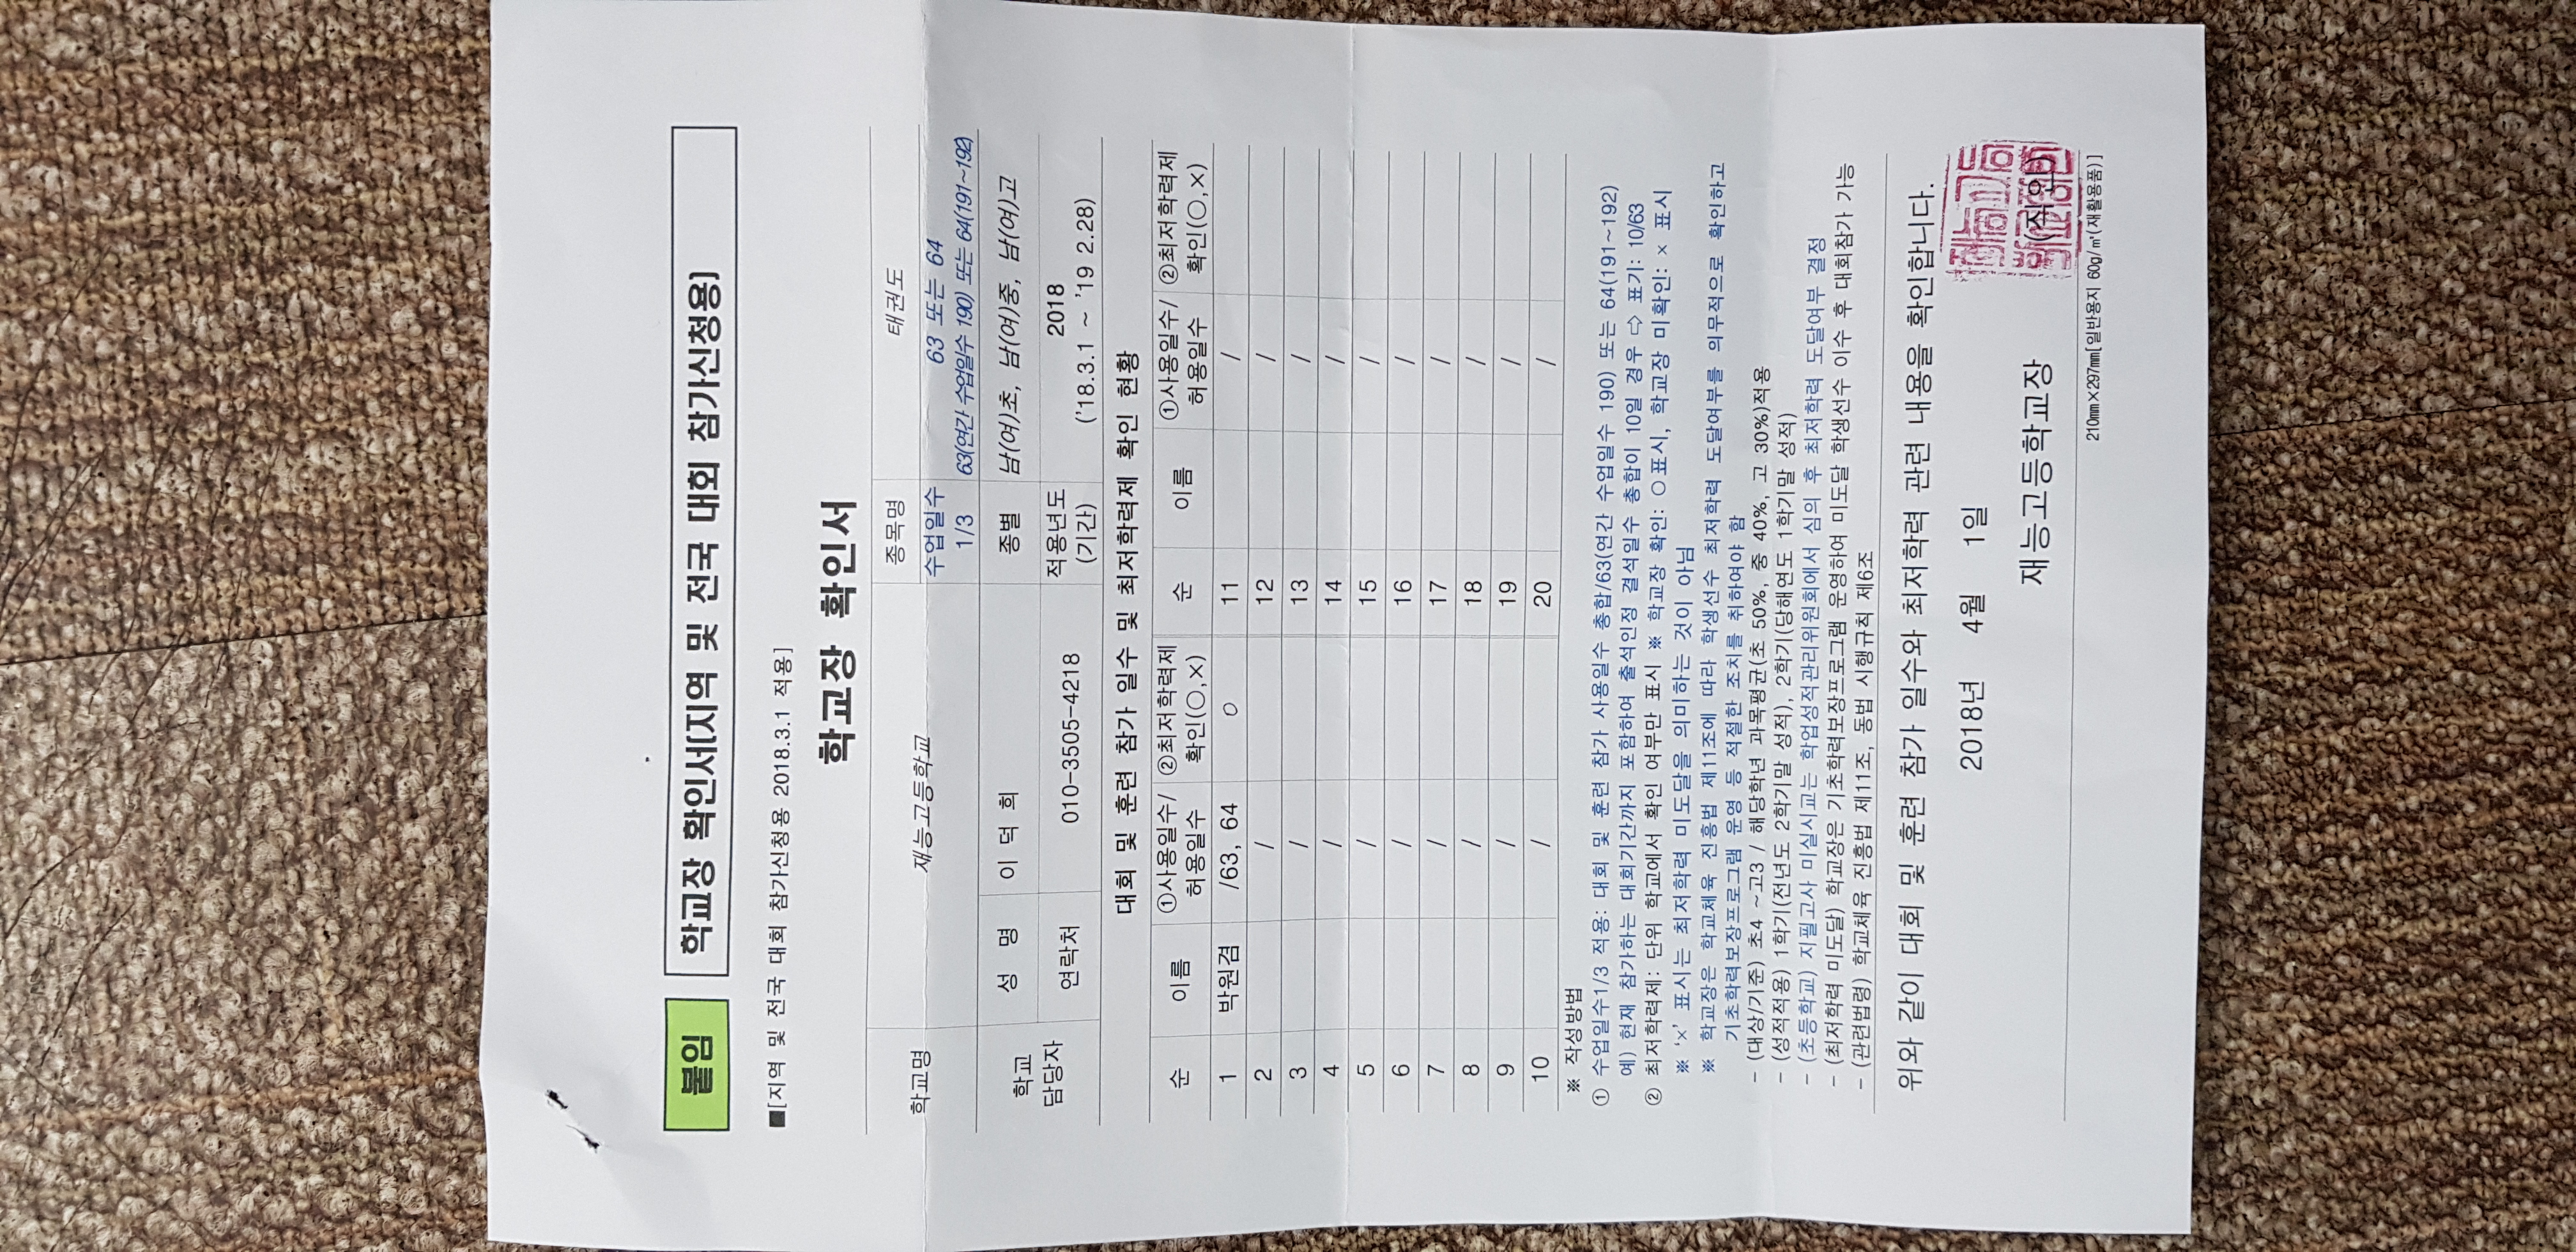 붙임
학교장 확인서(지역 및 전국 대회 참가신청용)
■[지역 및 전국 대회 참가신청용 2018.3.1 적용]
학교장 확인서
학교명 재능고등학교 종목명 태권도
수업일수 1/3 63 또는 64
63(연간 수업일수 190) 또는 64(191~192)
학교 담당자 성 명 이 덕 희 종별 남(여)초, 남(여)중, 남(여)고
연락처 010-3505-4218 적용년도 (기간) 2018
('18.3.1 ~ '19 2.28)
대회 및 훈련 참가 일수 및 최저학력제 확인 현황
순 이름 ①사용일수/ 허용일수 ②최저학력제 확인(○,×) 순 이름 ①사용일수/ 허용일수 ②최저학력제 확인(○,×)
1 박원겸 /63, 64 ○ 11 /
2 / 12 /
3 / 13 /
4 / 14 /
5 / 15 /
6 / 16 /
7 / 17 /
8 / 18 /
9 / 19 /
10 / 20 /
※ 작성방법
① 수업일수1/3 적용: 대회 및 훈련 참가 사용일수 총합/63(연간 수업일수 190) 또는 64(191~192)
예) 현재 참가하는 대회기간까지 포함하여 출석인정 결석일수 총합이 10일 경우 ⇨ 표기: 10/63
② 최저학력제: 단위 학교에서 확인 여부만 표시 ※ 학교장 확인: ○표시, 학교장 미확인: × 표시
※ '×' 표시는 최저학력 미도달을 의미하는 것이 아님
※ 학교장은 학교체육 진흥법 제11조에 따라 학생선수 최저학력 도달여부를 의무적으로 확인하고
기초학력보장프로그램 운영 등 적절한 조치를 취하여야 함
- (대상/기준) 초4 ~고3 / 해당학년 과목평균(초 50%, 중 40%, 고 30%)적용
- (성적적용) 1학기(전년도 2학기말 성적), 2학기(당해연도 1학기말 성적)
- (초등학교) 지필고사 미실시교는 학업성적관리위원회에서 심의 후 최저학력 도달여부 결정
- (최저학력 미도달) 학교장은 기초학력보장프로그램 운영하여 미도달 학생선수 이수 후 대회참가 가능
- (관련법령) 학교체육 진흥법 제11조, 동법 시행규칙 제6조
위와 같이 대회 및 훈련 참가 일수와 최저학력 관련 내용을 확인합니다.
2018년 4월 1일
재능고등학교장 (직인)
210㎜×297㎜[일반용지 60g/㎡(재활용품)]